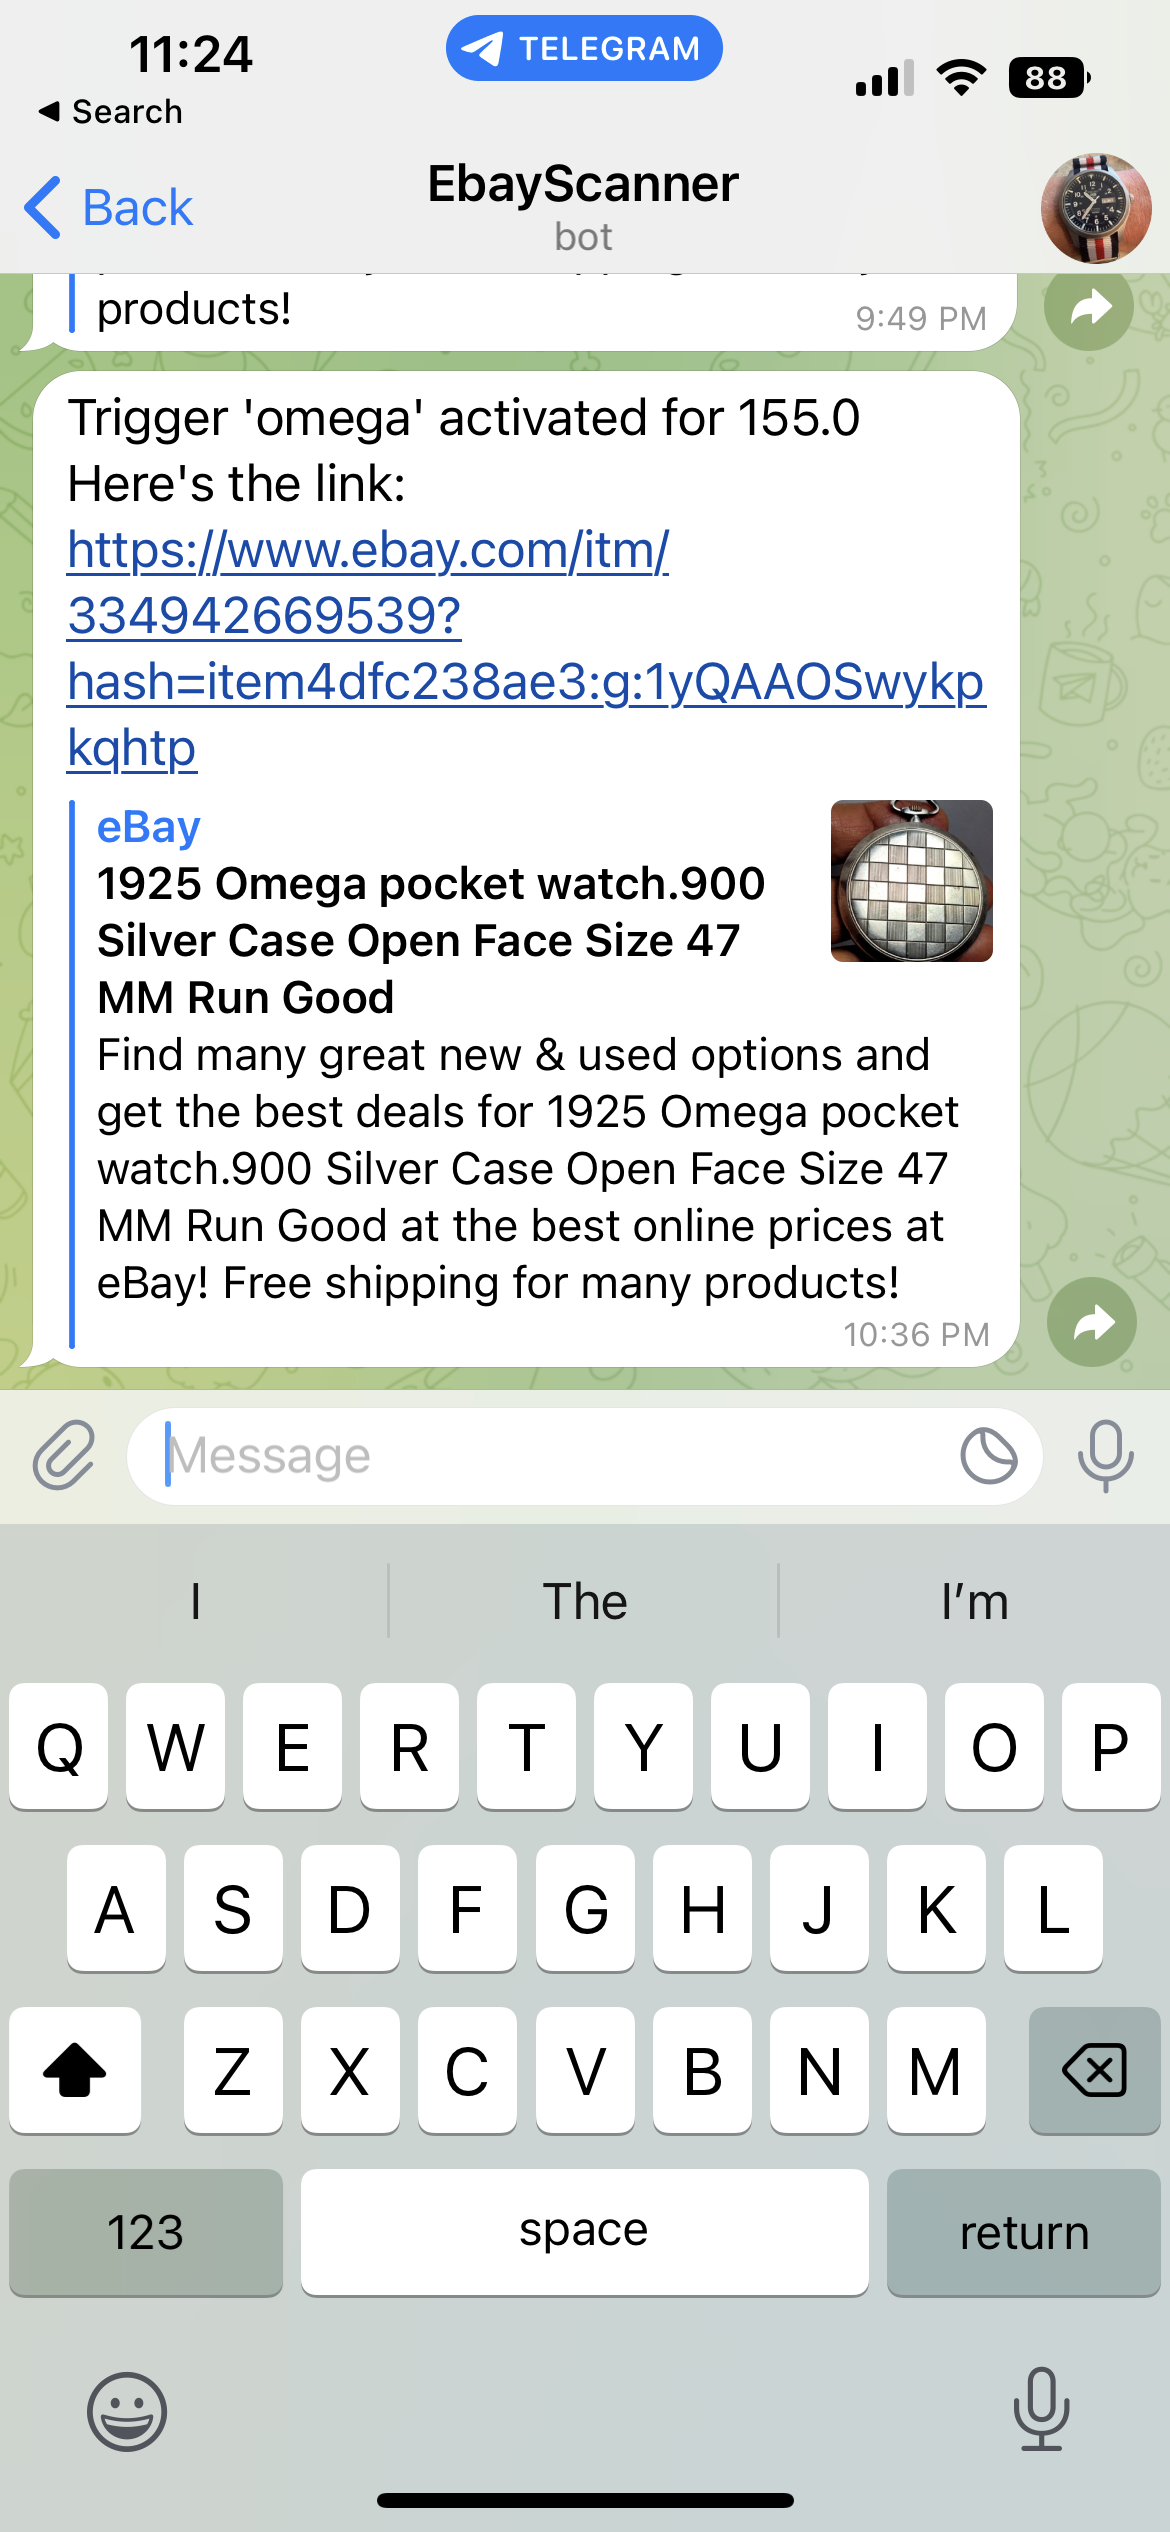 11:24
TELEGRAM
88
◀ Search
Back
EbayScanner
bot
products!
9:49 PM
Trigger 'omega' activated for 155.0
Here's the link:
https://www.ebay.com/itm/
334942669539?
hash=item4dfc238ae3:g:1yQAAOSwykp
kqhtp
eBay
1925 Omega pocket watch.900
Silver Case Open Face Size 47
MM Run Good
Find many great new & used options and
get the best deals for 1925 Omega pocket
watch.900 Silver Case Open Face Size 47
MM Run Good at the best online prices at
eBay! Free shipping for many products!
10:36 PM
Message
I The I’m
Q W E R T Y U I O P
A S D F G H J K L
Z X C V B N M
123 space return